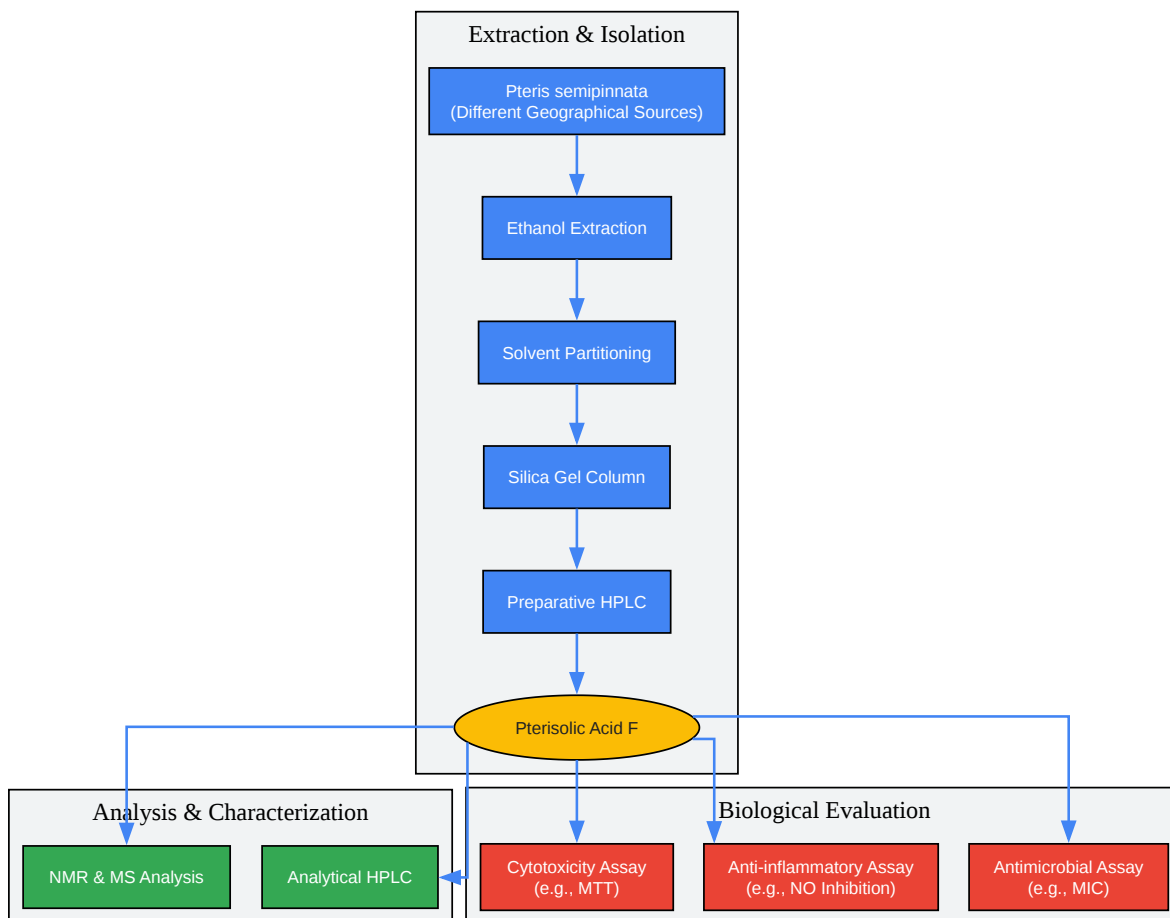 Extraction & Isolation
Pteris semipinnata
(Different Geographical Sources)
Ethanol Extraction
Solvent Partitioning
Silica Gel Column
Preparative HPLC
Pterisolic Acid F
Analysis & Characterization
NMR & MS Analysis
Analytical HPLC
Biological Evaluation
Cytotoxicity Assay
(e.g., MTT)
Anti-inflammatory Assay
(e.g., NO Inhibition)
Antimicrobial Assay
(e.g., MIC)